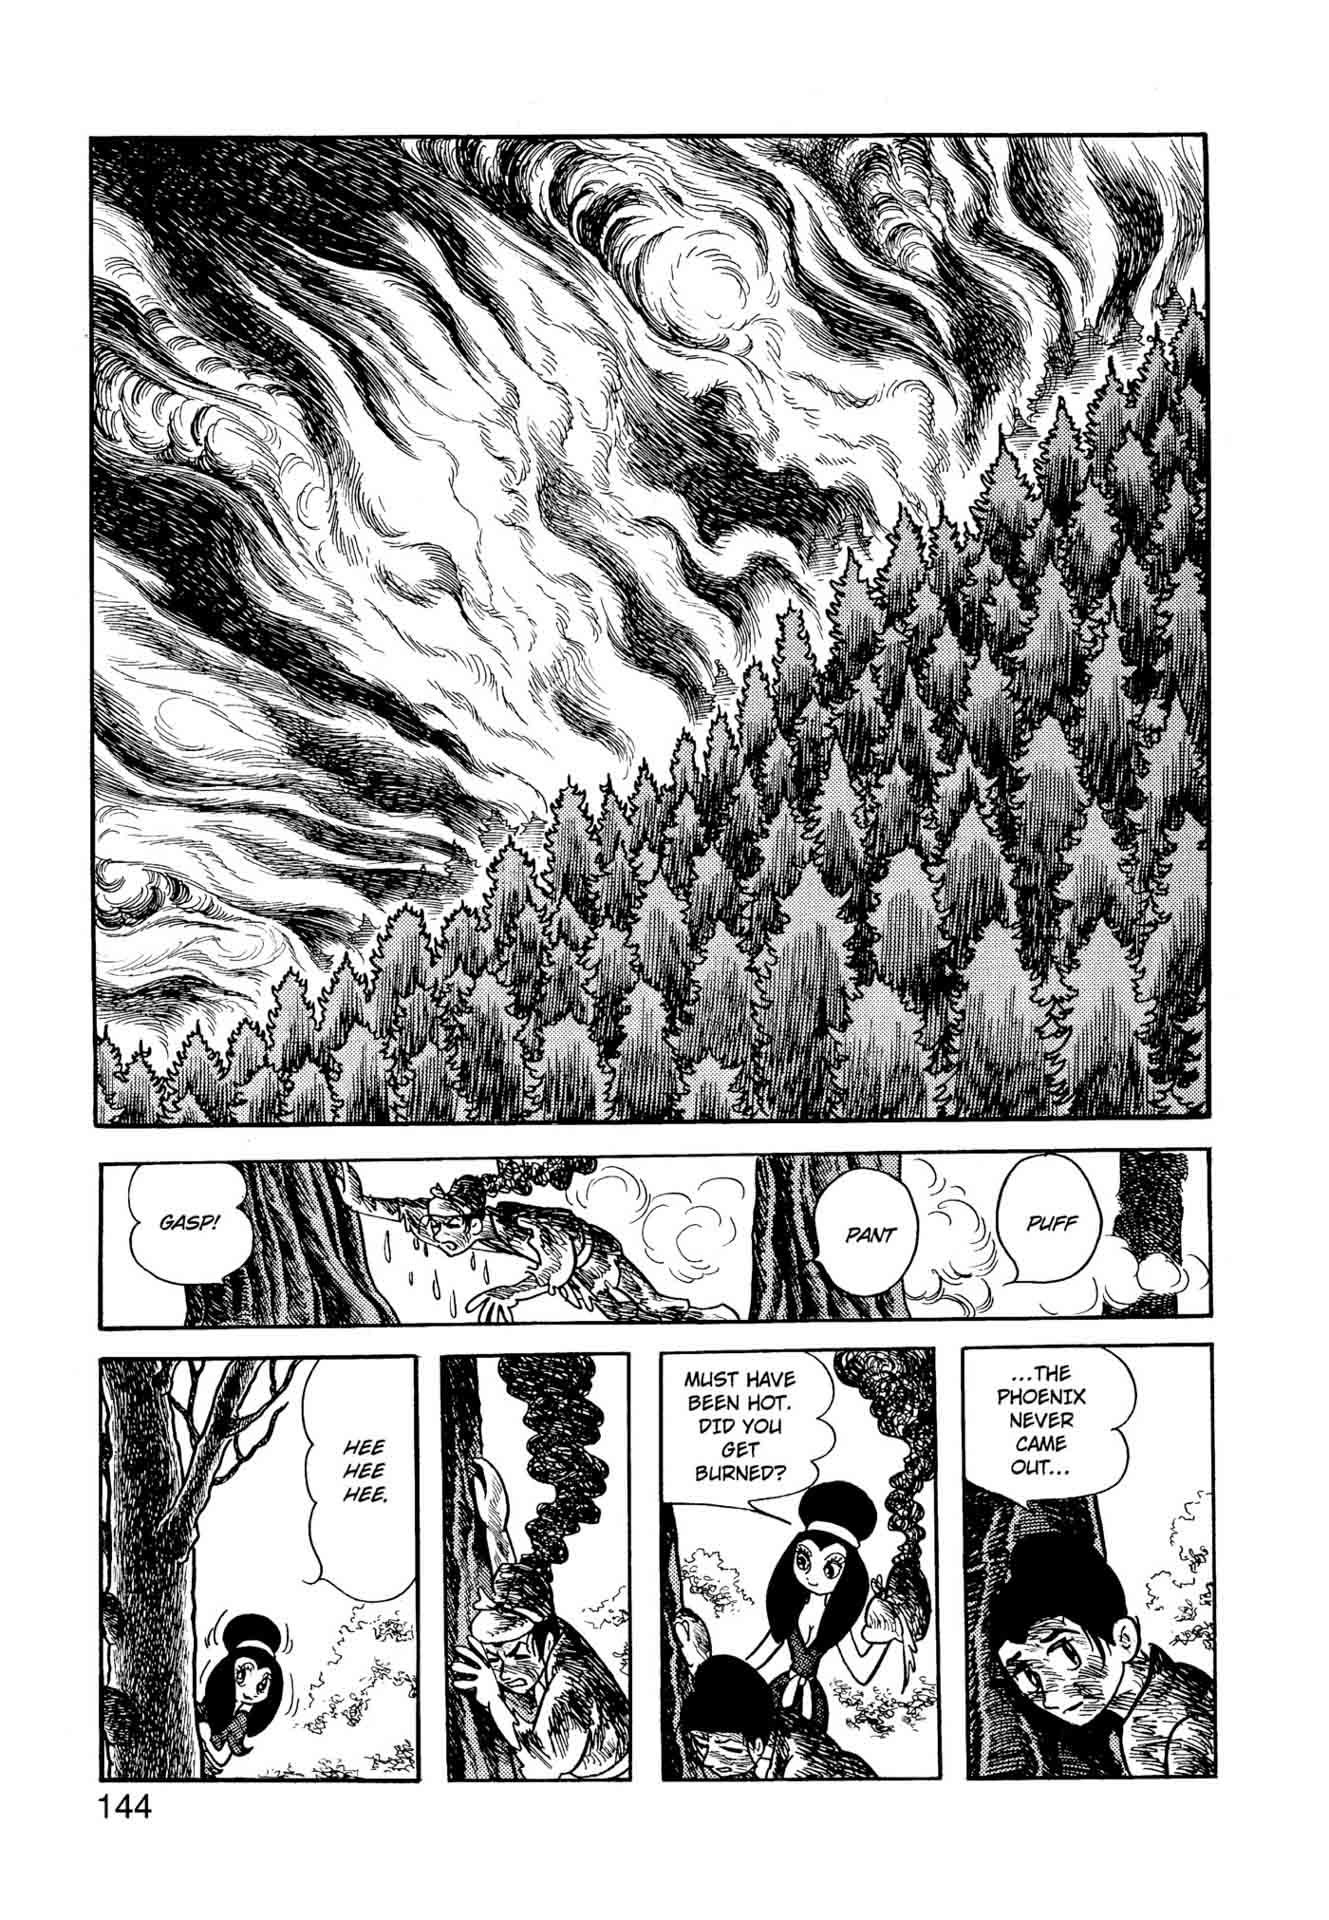 GASP!
PANT
PUFF
HEE
HEE
HEE.
MUST HAVE
BEEN HOT.
DID YOU
GET
BURNED?
...THE
PHOENIX
NEVER
CAME
OUT...
144